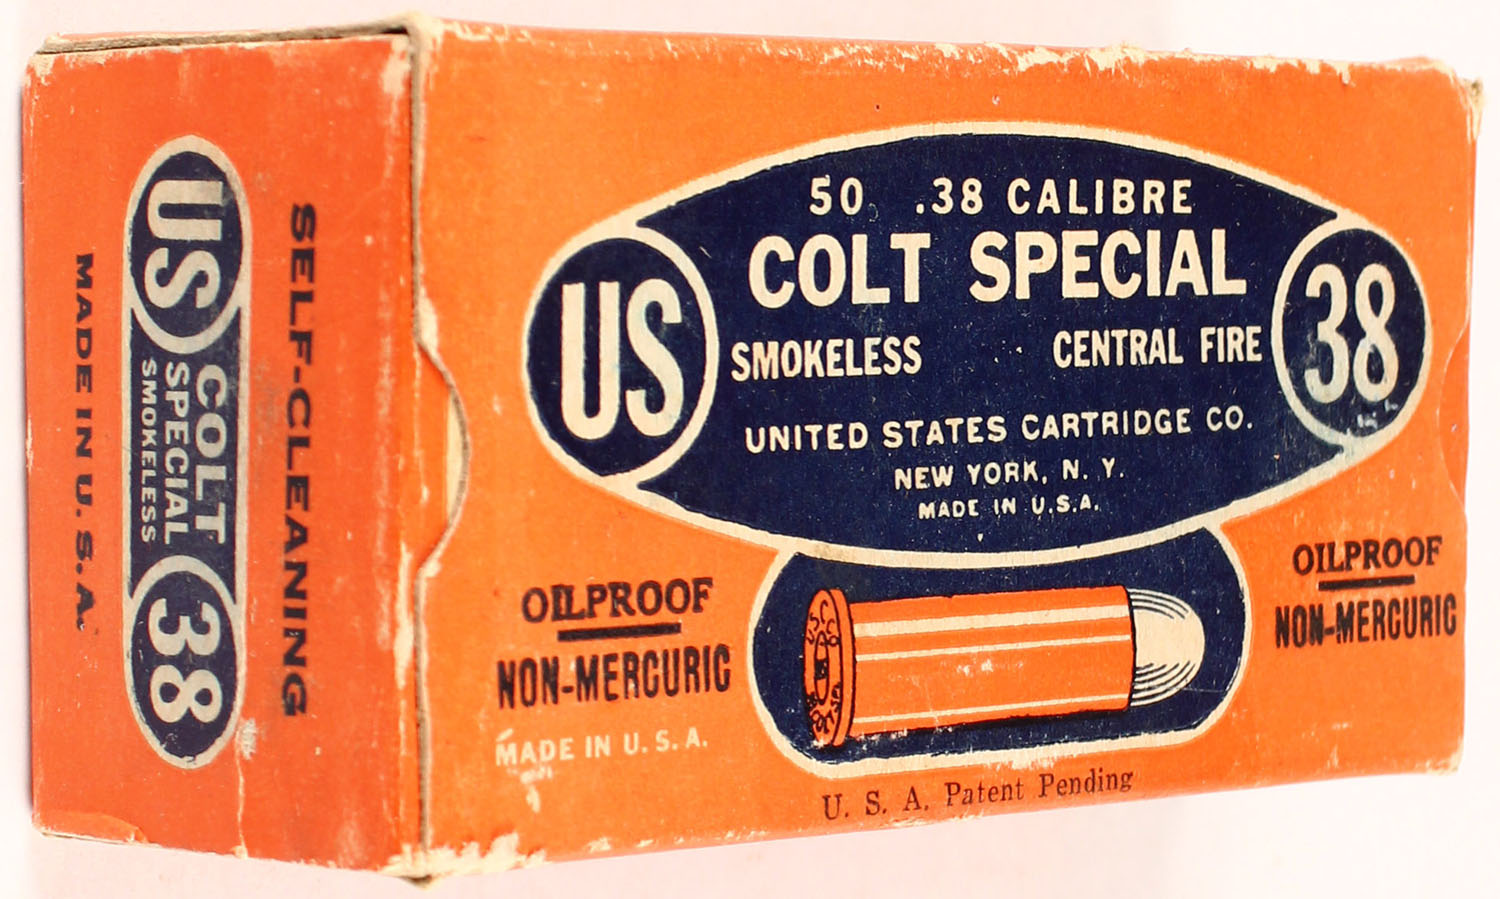 50 .38 CALIBRE
COLT SPECIAL
SMOKELESS CENTRAL FIRE
US
38
UNITED STATES CARTRIDGE CO.
NEW YORK, N. Y.
MADE IN U.S.A.
OILPROOF
NON-MERCURIC
MADE IN U. S. A.
OILPROOF
NON-MERCURIC
U. S. A. Patent Pending
SELF-CLEANING
US
COLT
SPECIAL
SMOKELESS
38
MADE IN U. S. A.